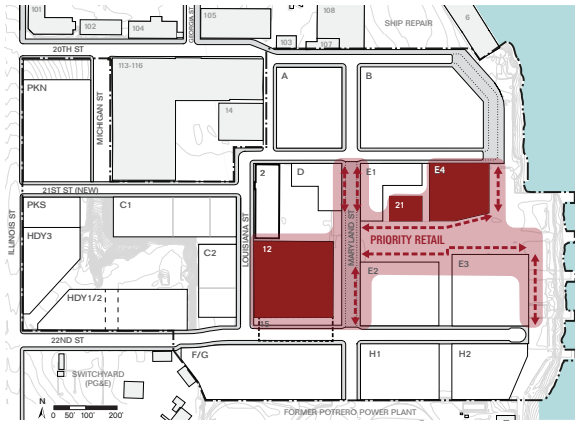 101
102
104
GEORGIA ST
105
103
107
108
SHIP REPAIR
6
20TH ST
113-116
PKN
MICHIGAN ST
14
A
B
21ST ST (NEW)
ILLINOIS ST
PKS
HDY3
C1
C2
HDY1/2
LOUISIANA ST
2
D
E1
E4
21
12
MARYLAND ST
PRIORITY RETAIL
E2
E3
15
22ND ST
F/G
H1
H2
SWITCHYARD
(PG&E)
N
0 50' 100' 200'
FORMER POTRERO POWER PLANT